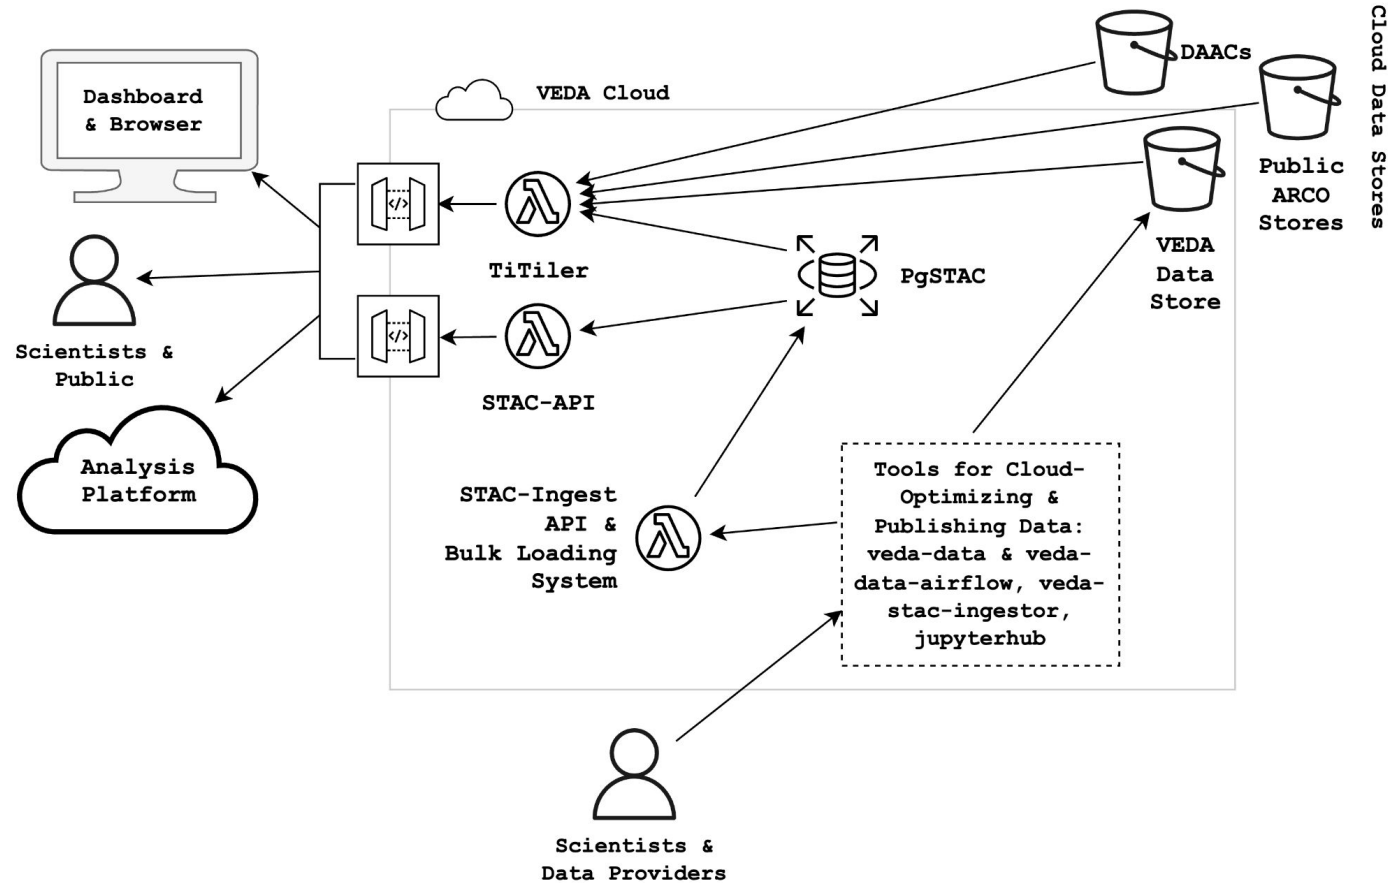 Dashboard
& Browser
VEDA Cloud
DAACs
Cloud Data Stores
Public
ARCO
Stores
VEDA
Data
Store
</>
TiTiler
PgSTAC
Scientists &
Public
</>
STAC-API
Analysis
Platform
STAC-Ingest
API &
Bulk Loading
System
Tools for Cloud-
Optimizing &
Publishing Data:
veda-data & veda-
data-airflow, veda-
stac-ingestor,
jupyterhub
Scientists &
Data Providers